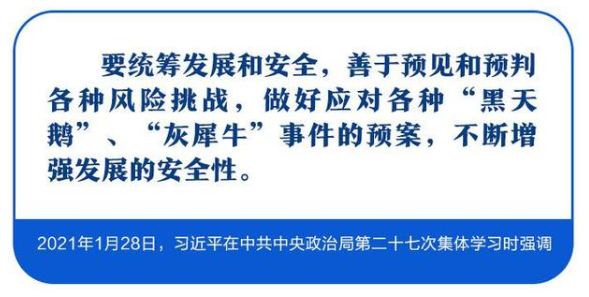 要统筹发展和安全，善于预见和预判
各种风险挑战，做好应对各种“黑天
鹅”、“灰犀牛”事件的预案，不断增
强发展的安全性。
2021年1月28日，习近平在中共中央政治局第二十七次集体学习时强调